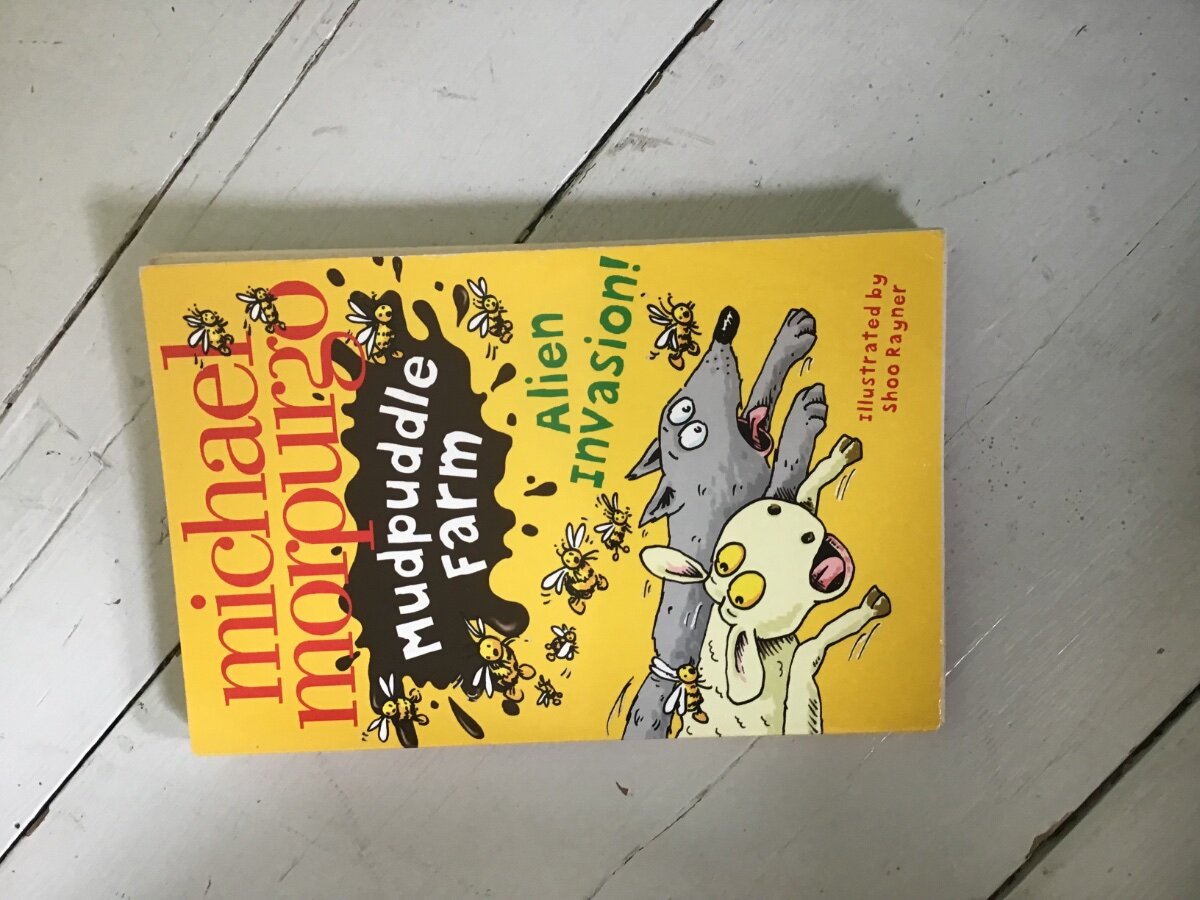 michael
morpurgo
Mudpuddle
Farm
Alien
Invasion!
Illustrated by
Shoo Rayner